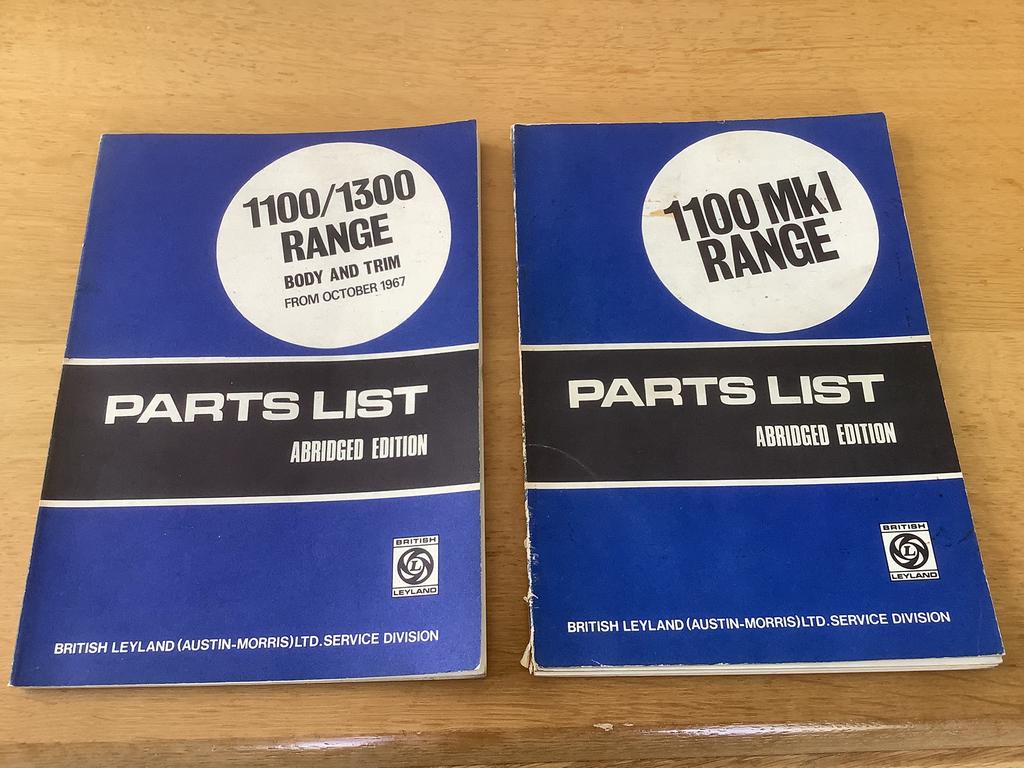 1100/1300
RANGE
BODY AND TRIM
FROM OCTOBER 1967
PARTS LIST
ABRIDGED EDITION
BRITISH
L
LEYLAND
BRITISH LEYLAND (AUSTIN-MORRIS) LTD. SERVICE DIVISION
1100 MkI
RANGE
PARTS LIST
ABRIDGED EDITION
BRITISH
L
LEYLAND
BRITISH LEYLAND (AUSTIN-MORRIS) LTD. SERVICE DIVISION